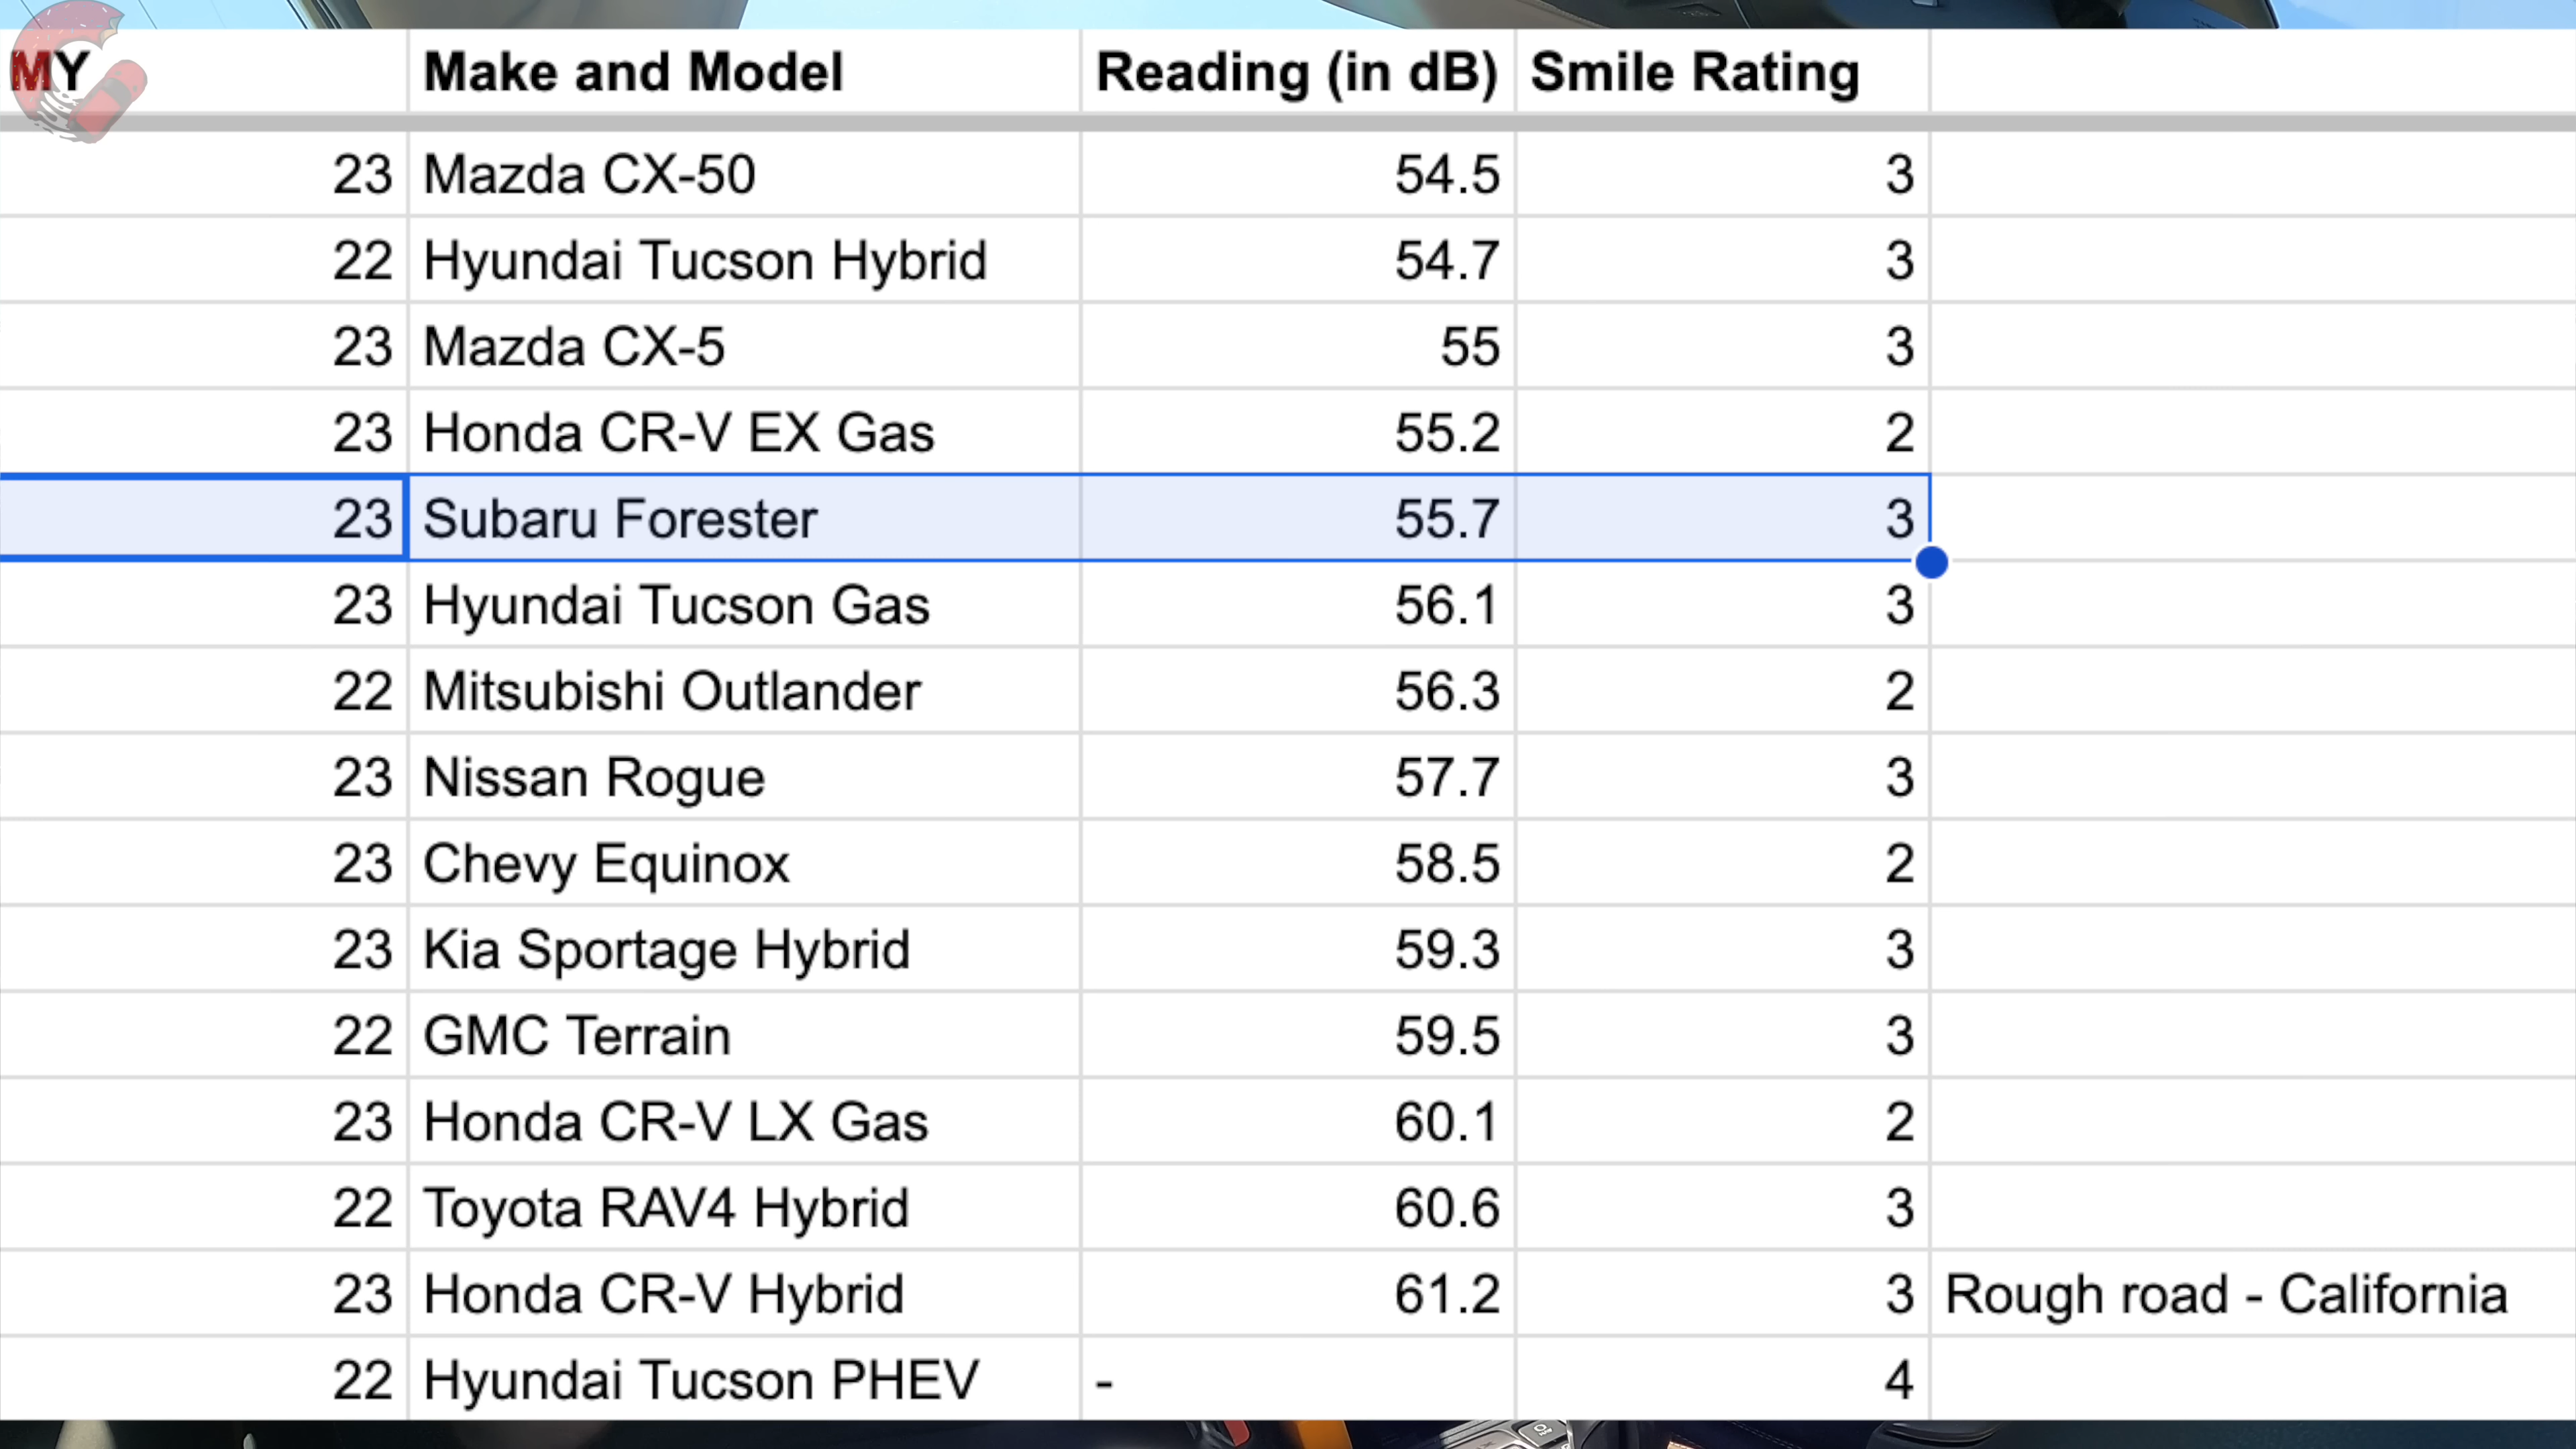 MY Make and Model Reading (in dB) Smile Rating
23 Mazda CX-50 54.5 3
22 Hyundai Tucson Hybrid 54.7 3
23 Mazda CX-5 55 3
23 Honda CR-V EX Gas 55.2 2
23 Subaru Forester 55.7 3
23 Hyundai Tucson Gas 56.1 3
22 Mitsubishi Outlander 56.3 2
23 Nissan Rogue 57.7 3
23 Chevy Equinox 58.5 2
23 Kia Sportage Hybrid 59.3 3
22 GMC Terrain 59.5 3
23 Honda CR-V LX Gas 60.1 2
22 Toyota RAV4 Hybrid 60.6 3
23 Honda CR-V Hybrid 61.2 3 Rough road - California
22 Hyundai Tucson PHEV - 4